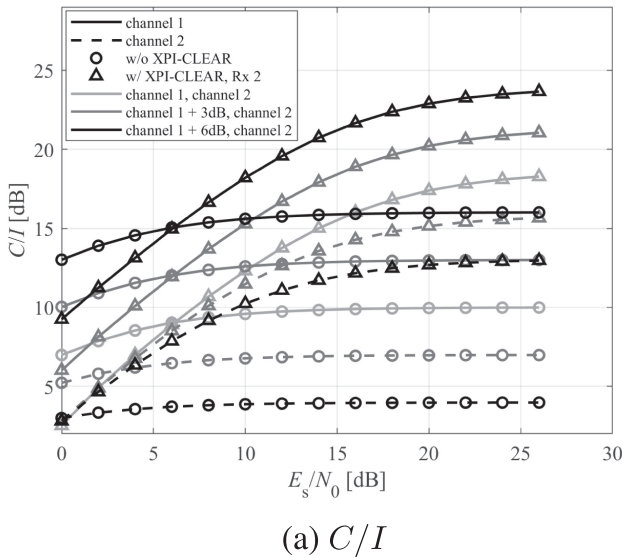 channel 1
channel 2
w/o XPI-CLEAR
w/ XPI-CLEAR, Rx 2
channel 1, channel 2
channel 1 + 3dB, channel 2
channel 1 + 6dB, channel 2
25
20
15
10
5
C/I [dB]
0 5 10 15 20 25 30
Es/N0 [dB]
(a) C/I